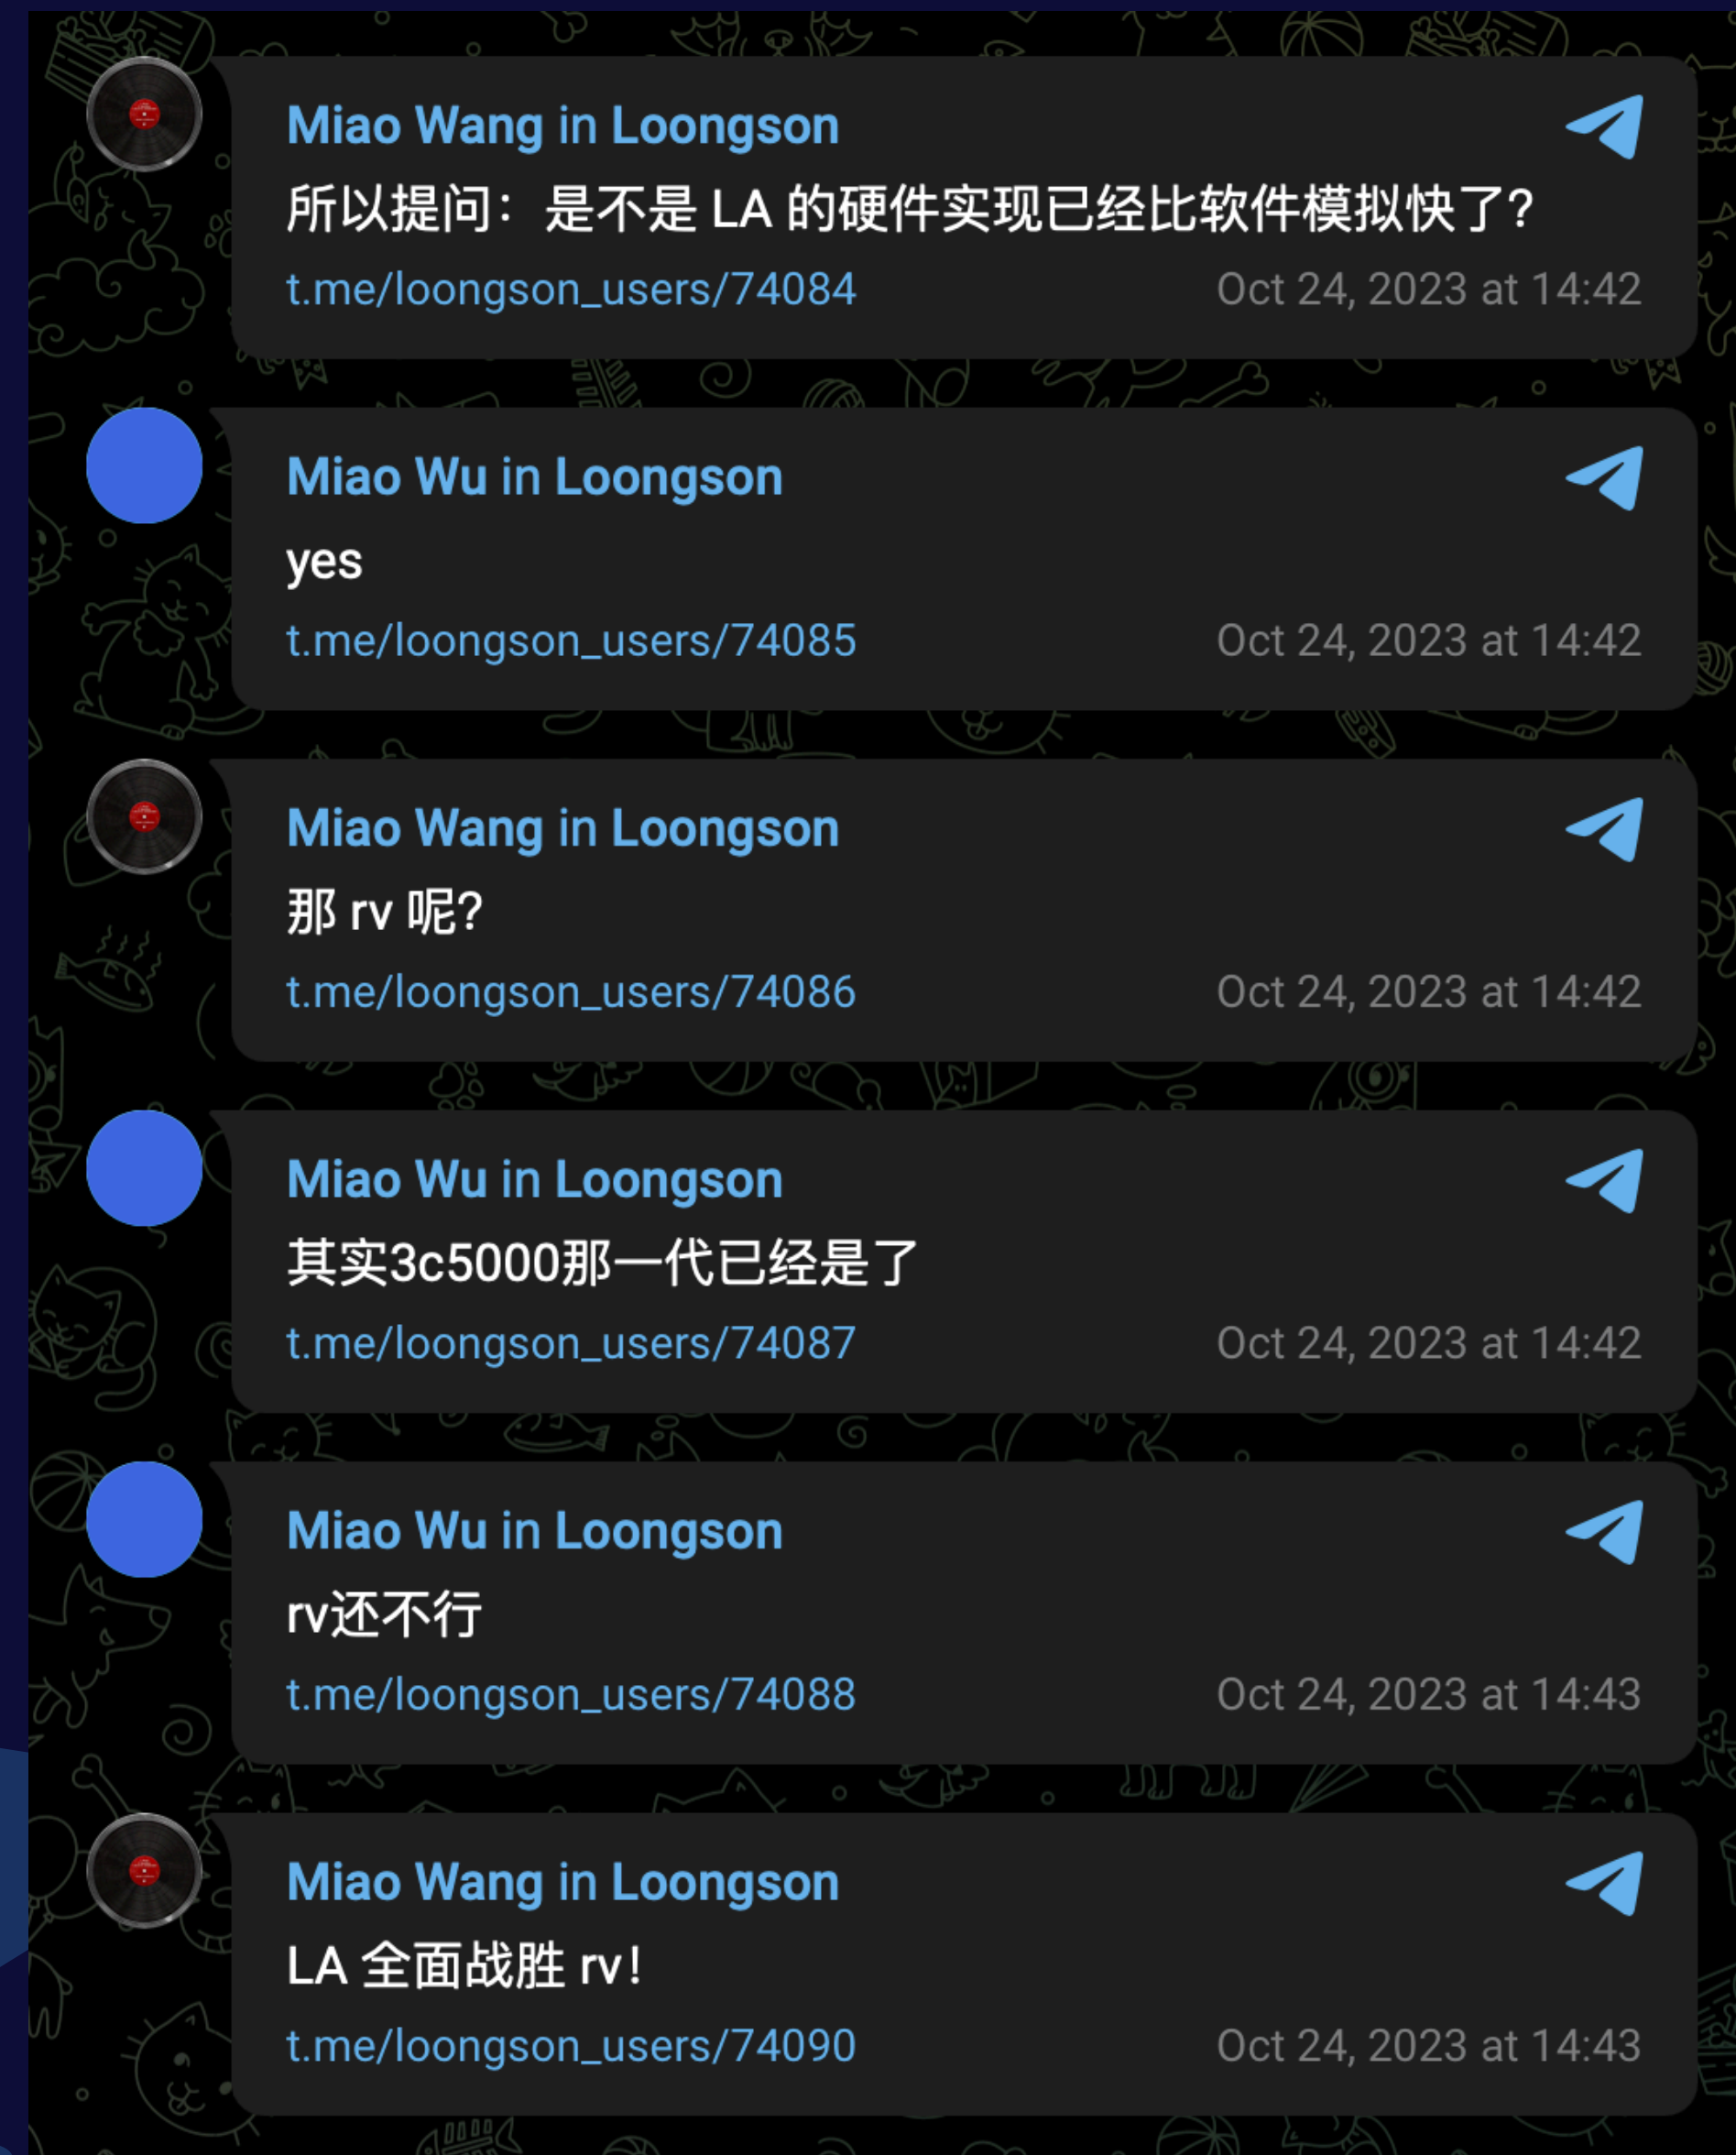 Miao Wang in Loongson
所以提问：是不是 LA 的硬件实现已经比软件模拟快了？
t.me/loongson_users/74084 Oct 24, 2023 at 14:42
Miao Wu in Loongson
yes
t.me/loongson_users/74085 Oct 24, 2023 at 14:42
Miao Wang in Loongson
那 rv 呢？
t.me/loongson_users/74086 Oct 24, 2023 at 14:42
Miao Wu in Loongson
其实3c5000那一代已经是了
t.me/loongson_users/74087 Oct 24, 2023 at 14:42
Miao Wu in Loongson
rv还不行
t.me/loongson_users/74088 Oct 24, 2023 at 14:43
Miao Wang in Loongson
LA 全面战胜 rv！
t.me/loongson_users/74090 Oct 24, 2023 at 14:43